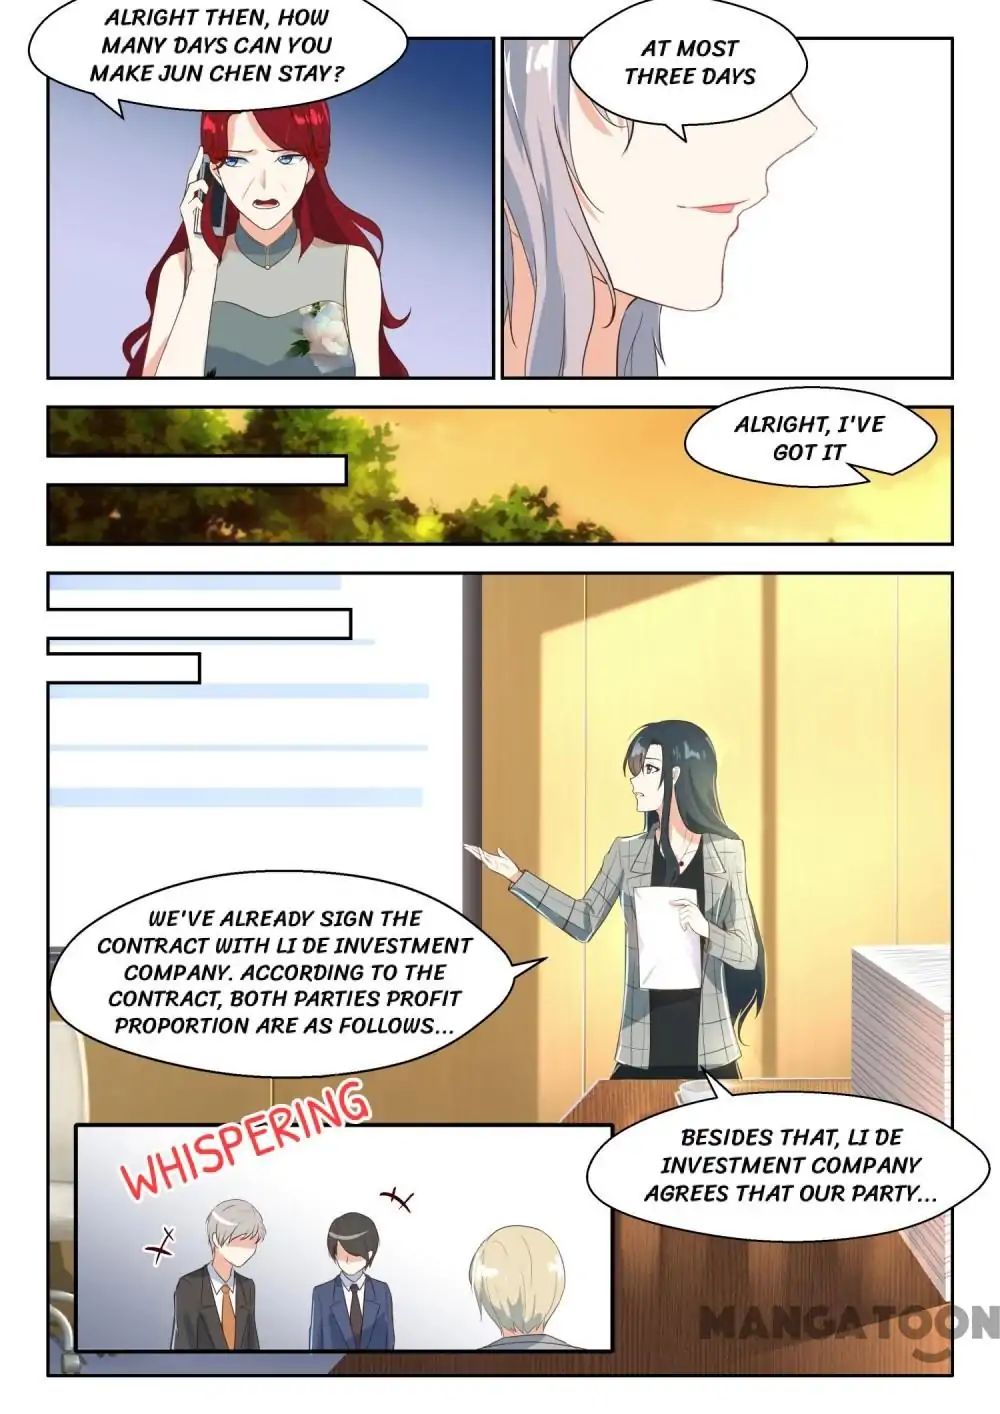 ALRIGHT THEN, HOW
MANY DAYS CAN YOU
MAKE JUN CHEN STAY?
AT MOST
THREE DAYS
ALRIGHT, I'VE
GOT IT
WE'VE ALREADY SIGN THE
CONTRACT WITH LI DE INVESTMENT
COMPANY. ACCORDING TO THE
CONTRACT, BOTH PARTIES PROFIT
PROPORTION ARE AS FOLLOWS...
WHISPERING
BESIDES THAT, LI DE
INVESTMENT COMPANY
AGREES THAT OUR PARTY...
MANGATOON